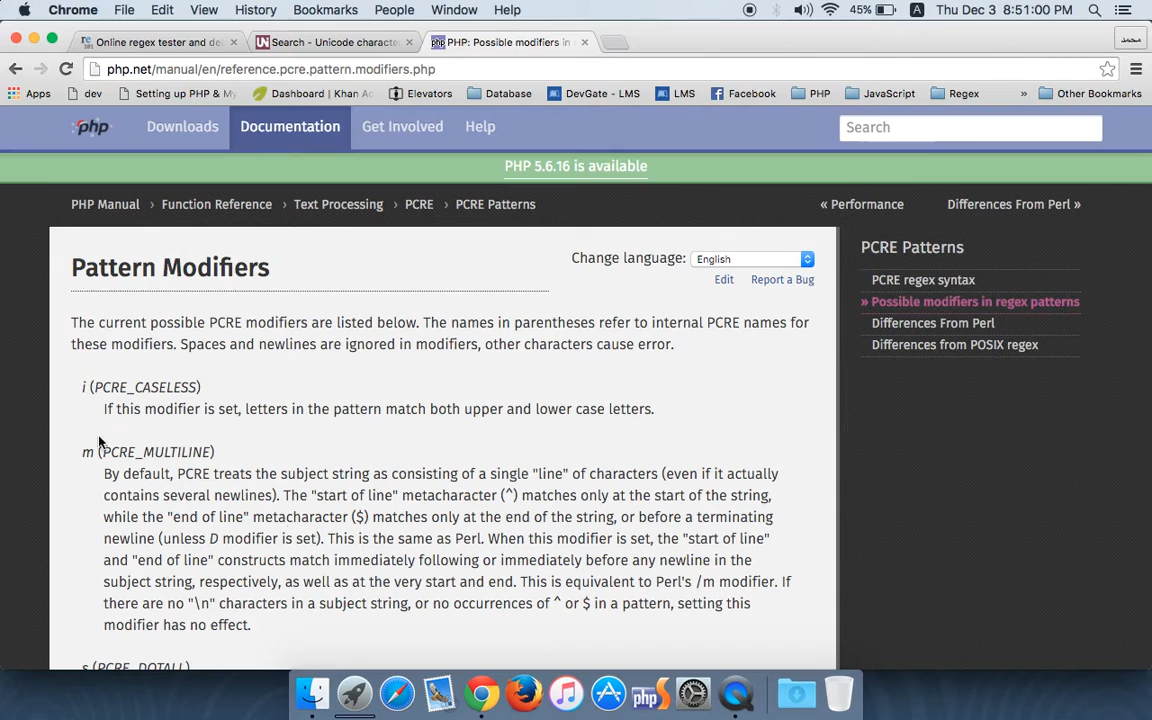 Chrome File Edit View History Bookmarks People Window Help 45% A Thu Dec 3 8:51:00 PM
Online regex tester and de Search - Unicode characte PHP: Possible modifiers in محمد
php.net/manual/en/reference.pcre.pattern.modifiers.php
Apps dev Setting up PHP & My Dashboard | Khan Ac Elevators Database DevGate - LMS LMS Facebook PHP JavaScript Regex » Other Bookmarks
php Downloads Documentation Get Involved Help Search
PHP 5.6.16 is available
PHP Manual › Function Reference › Text Processing › PCRE › PCRE Patterns « Performance Differences From Perl »
Pattern Modifiers
Change language: English
Edit Report a Bug
The current possible PCRE modifiers are listed below. The names in parentheses refer to internal PCRE names for
these modifiers. Spaces and newlines are ignored in modifiers, other characters cause error.
i (PCRE_CASELESS)
If this modifier is set, letters in the pattern match both upper and lower case letters.
m (PCRE_MULTILINE)
By default, PCRE treats the subject string as consisting of a single "line" of characters (even if it actually
contains several newlines). The "start of line" metacharacter (^) matches only at the start of the string,
while the "end of line" metacharacter ($) matches only at the end of the string, or before a terminating
newline (unless D modifier is set). This is the same as Perl. When this modifier is set, the "start of line"
and "end of line" constructs match immediately following or immediately before any newline in the
subject string, respectively, as well as at the very start and end. This is equivalent to Perl's /m modifier. If
there are no "\n" characters in a subject string, or no occurrences of ^ or $ in a pattern, setting this
modifier has no effect.
s (PCRE_DOTALL)
PCRE Patterns
PCRE regex syntax
» Possible modifiers in regex patterns
Differences From Perl
Differences from POSIX regex
php